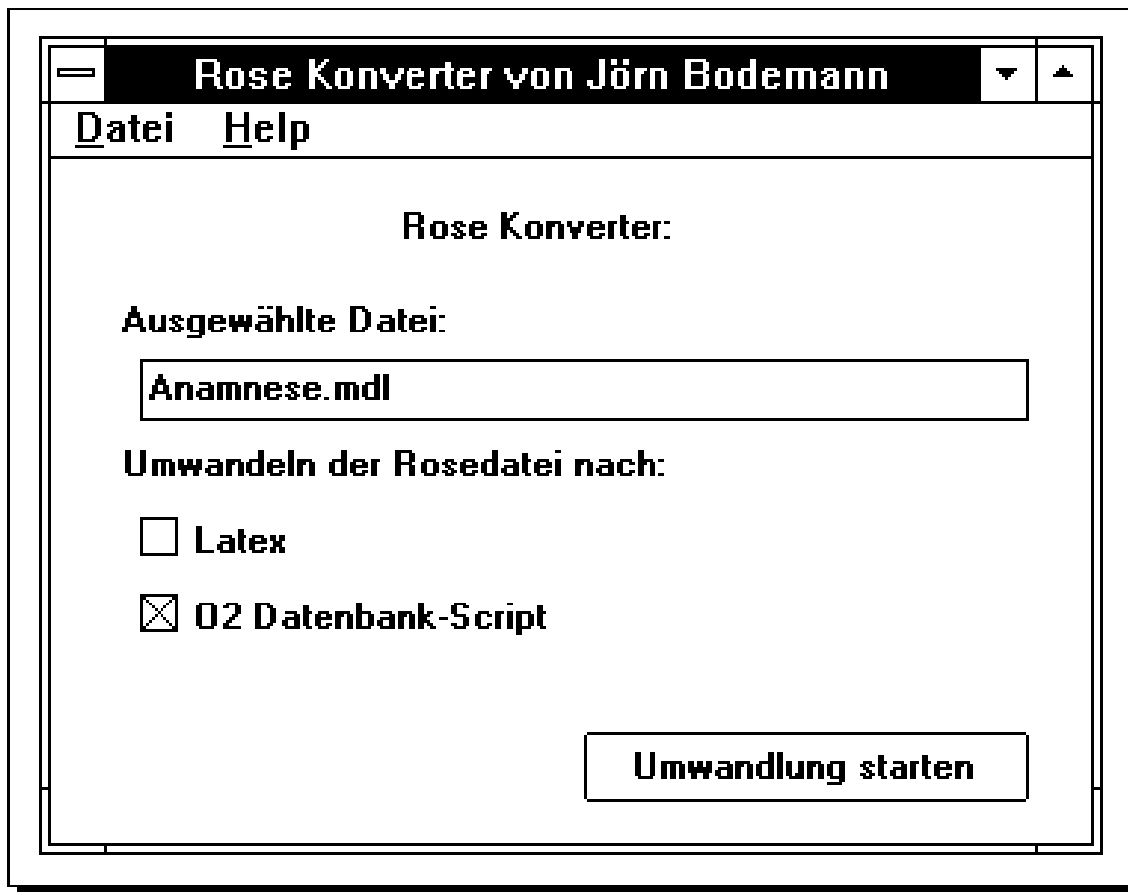 Rose Konverter von Jörn Bodemann
Datei Help
Rose Konverter:
Ausgewählte Datei:
Anamnese.mdl
Umwandeln der Rosedatei nach:
Latex
O2 Datenbank-Script
Umwandlung starten